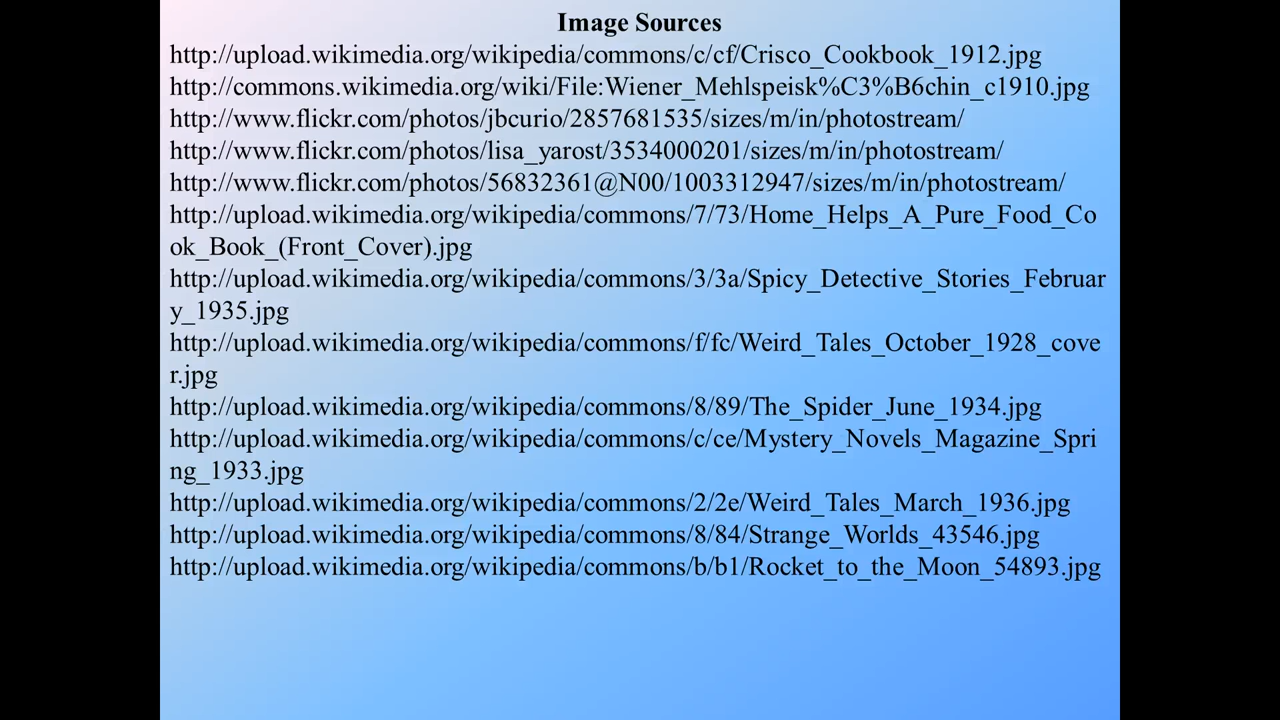 Image Sources
http://upload.wikimedia.org/wikipedia/commons/c/cf/Crisco_Cookbook_1912.jpg
http://commons.wikimedia.org/wiki/File:Wiener_Mehlspeisk%C3%B6chin_c1910.jpg
http://www.flickr.com/photos/jbcurio/2857681535/sizes/m/in/photostream/
http://www.flickr.com/photos/lisa_yarost/3534000201/sizes/m/in/photostream/
http://www.flickr.com/photos/56832361@N00/1003312947/sizes/m/in/photostream/
http://upload.wikimedia.org/wikipedia/commons/7/73/Home_Helps_A_Pure_Food_Co
ok_Book_(Front_Cover).jpg
http://upload.wikimedia.org/wikipedia/commons/3/3a/Spicy_Detective_Stories_Februar
y_1935.jpg
http://upload.wikimedia.org/wikipedia/commons/f/fc/Weird_Tales_October_1928_cove
r.jpg
http://upload.wikimedia.org/wikipedia/commons/8/89/The_Spider_June_1934.jpg
http://upload.wikimedia.org/wikipedia/commons/c/ce/Mystery_Novels_Magazine_Spri
ng_1933.jpg
http://upload.wikimedia.org/wikipedia/commons/2/2e/Weird_Tales_March_1936.jpg
http://upload.wikimedia.org/wikipedia/commons/8/84/Strange_Worlds_43546.jpg
http://upload.wikimedia.org/wikipedia/commons/b/b1/Rocket_to_the_Moon_54893.jpg